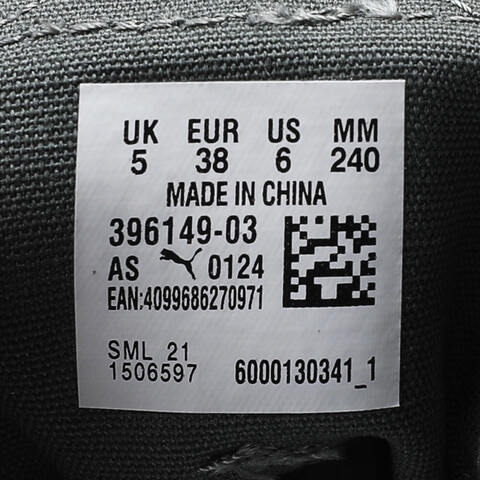 UK EUR US MM
5 38 6 240
MADE IN CHINA
396149-03
AS 0124
EAN:4099686270971
SML 21
1506597 6000130341_1